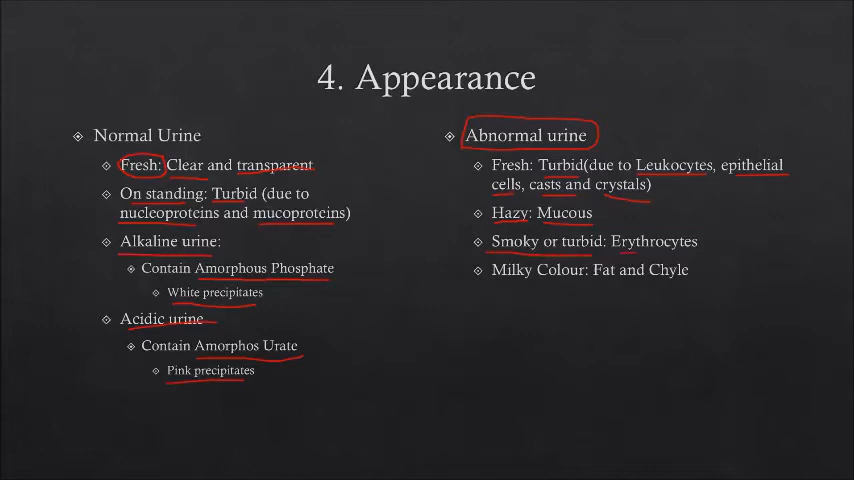 4. Appearance
Normal Urine
Fresh: Clear and transparent
On standing: Turbid (due to
nucleoproteins and mucoproteins)
Alkaline urine:
Contain Amorphous Phosphate
White precipitates
Acidic urine
Contain Amorphos Urate
Pink precipitates
Abnormal urine
Fresh: Turbid(due to Leukocytes, epithelial
cells, casts and crystals)
Hazy: Mucous
Smoky or turbid: Erythrocytes
Milky Colour: Fat and Chyle